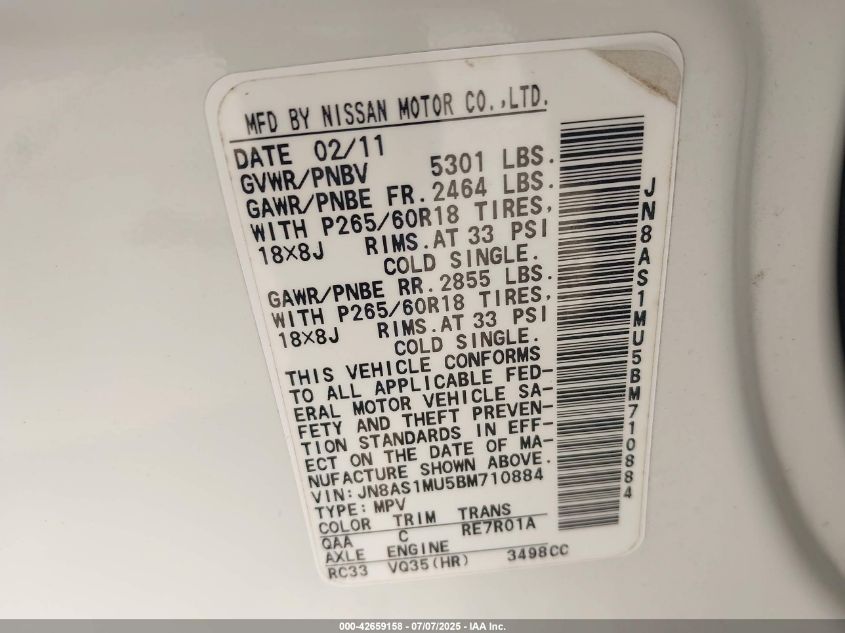 MFD BY NISSAN MOTOR CO.,LTD.
DATE 02/11
GVWR/PNBV 5301 LBS.
GAWR/PNBE FR. 2464 LBS.
WITH P265/60R18 TIRES,
18X8J RIMS.AT 33 PSI
COLD SINGLE.
GAWR/PNBE RR. 2855 LBS.
WITH P265/60R18 TIRES,
18X8J RIMS.AT 33 PSI
COLD SINGLE.
THIS VEHICLE CONFORMS
TO ALL APPLICABLE FED-
ERAL MOTOR VEHICLE SA-
FETY AND THEFT PREVEN-
TION STANDARDS IN EFF-
ECT ON THE DATE OF MA-
NUFACTURE SHOWN ABOVE.
VIN: JN8AS1MU5BM710884
TYPE: MPV
COLOR TRIM TRANS
QAA C RE7R01A
AXLE ENGINE
RC33 VQ35(HR) 3498CC
JN8AS1MU5BM710884
000-42659158 - 07/07/2025 - IAA Inc.